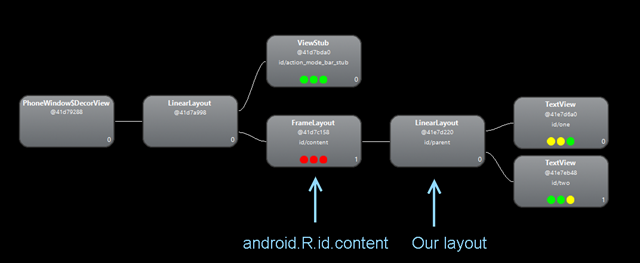 ViewStub
@41d7bda0
id/action_mode_bar_stub
0
PhoneWindow$DecorView
@41d79288
0
LinearLayout
@41d7a998
0
FrameLayout
@41d7c158
id/content
1
LinearLayout
@41e7d220
id/parent
0
TextView
@41e7d6a0
id/one
0
TextView
@41e7eb48
id/two
1
android.R.id.content
Our layout